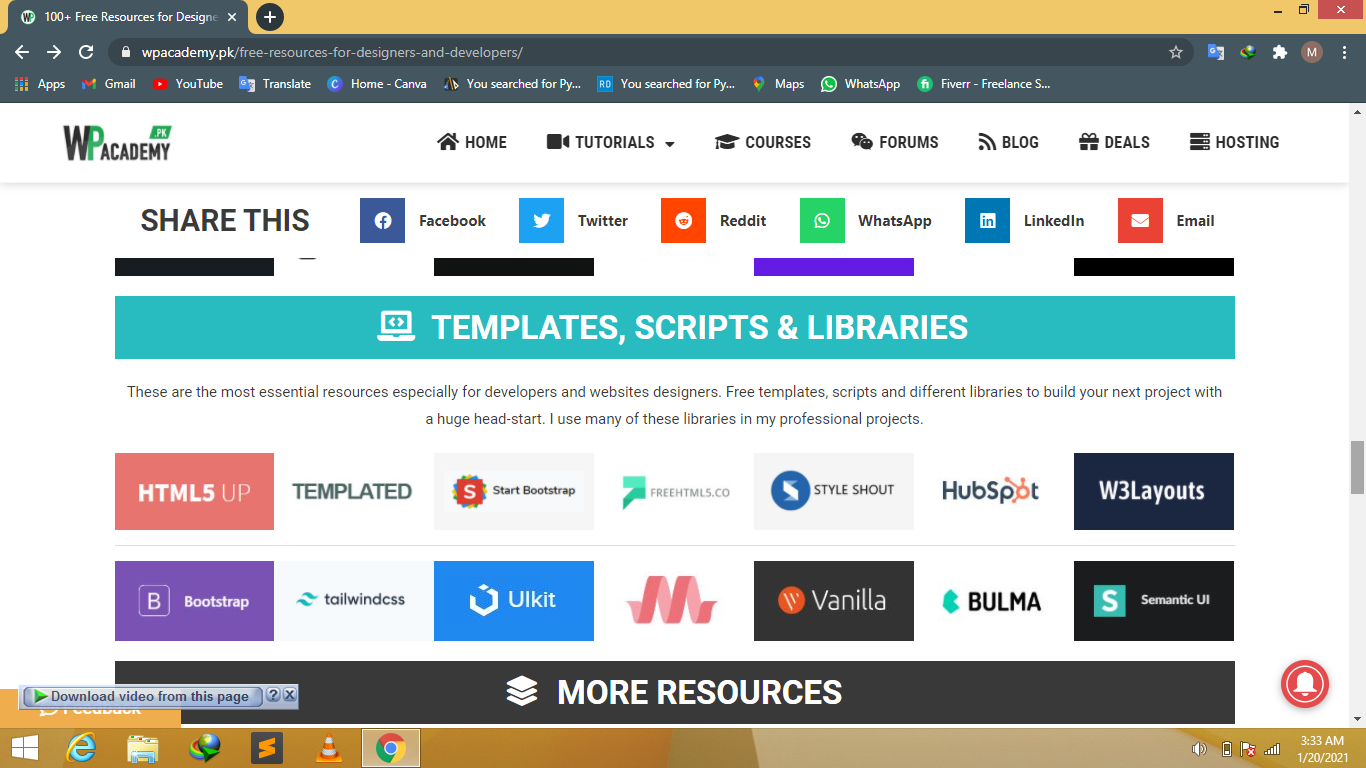 100+ Free Resources for Designe
wpacademy.pk/free-resources-for-designers-and-developers/
M
Apps
Gmail
YouTube
Translate
Home - Canva
You searched for Py...
RD
You searched for Py...
Maps
WhatsApp
Fiverr - Freelance S...
WPACADEMY .PK
HOME
TUTORIALS
COURSES
FORUMS
BLOG
DEALS
HOSTING
SHARE THIS
Facebook
Twitter
Reddit
WhatsApp
LinkedIn
Email
TEMPLATES, SCRIPTS & LIBRARIES
These are the most essential resources especially for developers and websites designers. Free templates, scripts and different libraries to build your next project with
a huge head-start. I use many of these libraries in my professional projects.
HTML5 UP
TEMPLATED
S Start Bootstrap
FREEHTML5.CO
STYLE SHOUT
HubSpot
W3Layouts
B Bootstrap
tailwindcss
UIkit
Vanilla
BULMA
S Semantic UI
MORE RESOURCES
Download video from this page ?
Feedback
3:33 AM
1/20/2021